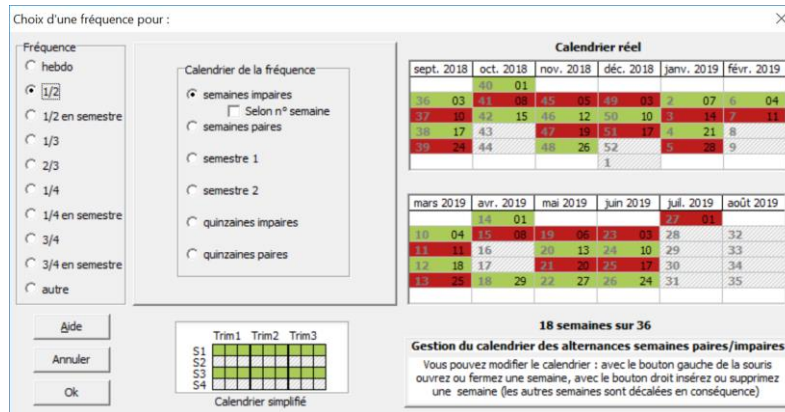 Choix d'une fréquence pour :
Fréquence
hebdo
1/2
1/2 en semestre
1/3
2/3
1/4
1/4 en semestre
3/4
3/4 en semestre
autre
Calendrier de la fréquence
semaines impaires
Selon n° semaine
semaines paires
semestre 1
semestre 2
quinzaines impaires
quinzaines paires
Calendrier réel
sept. 2018 oct. 2018 nov. 2018 déc. 2018 janv. 2019 févr. 2019
40 01
36 03 41 08 45 05 49 03 2 07 6 04
37 10 42 15 46 12 50 10 3 14 7 11
38 17 43 47 19 51 17 4 21 8
39 24 44 48 26 52 5 28 9
1
mars 2019 avr. 2019 mai 2019 juin 2019 juil. 2019 août 2019
14 01 27 01
10 04 15 08 19 06 23 03 28 32
11 11 16 20 13 24 10 29 33
12 18 17 21 20 25 17 30 34
13 25 18 29 22 27 26 24 31 35
Aide
Annuler
Ok
Trim1 Trim2 Trim3
S1
S2
S3
S4
Calendrier simplifié
18 semaines sur 36
Gestion du calendrier des alternances semaines paires/impaires
Vous pouvez modifier le calendrier : avec le bouton gauche de la souris
ouvrez ou fermez une semaine, avec le bouton droit insérez ou supprimez
une semaine (les autres semaines sont décalées en conséquence)